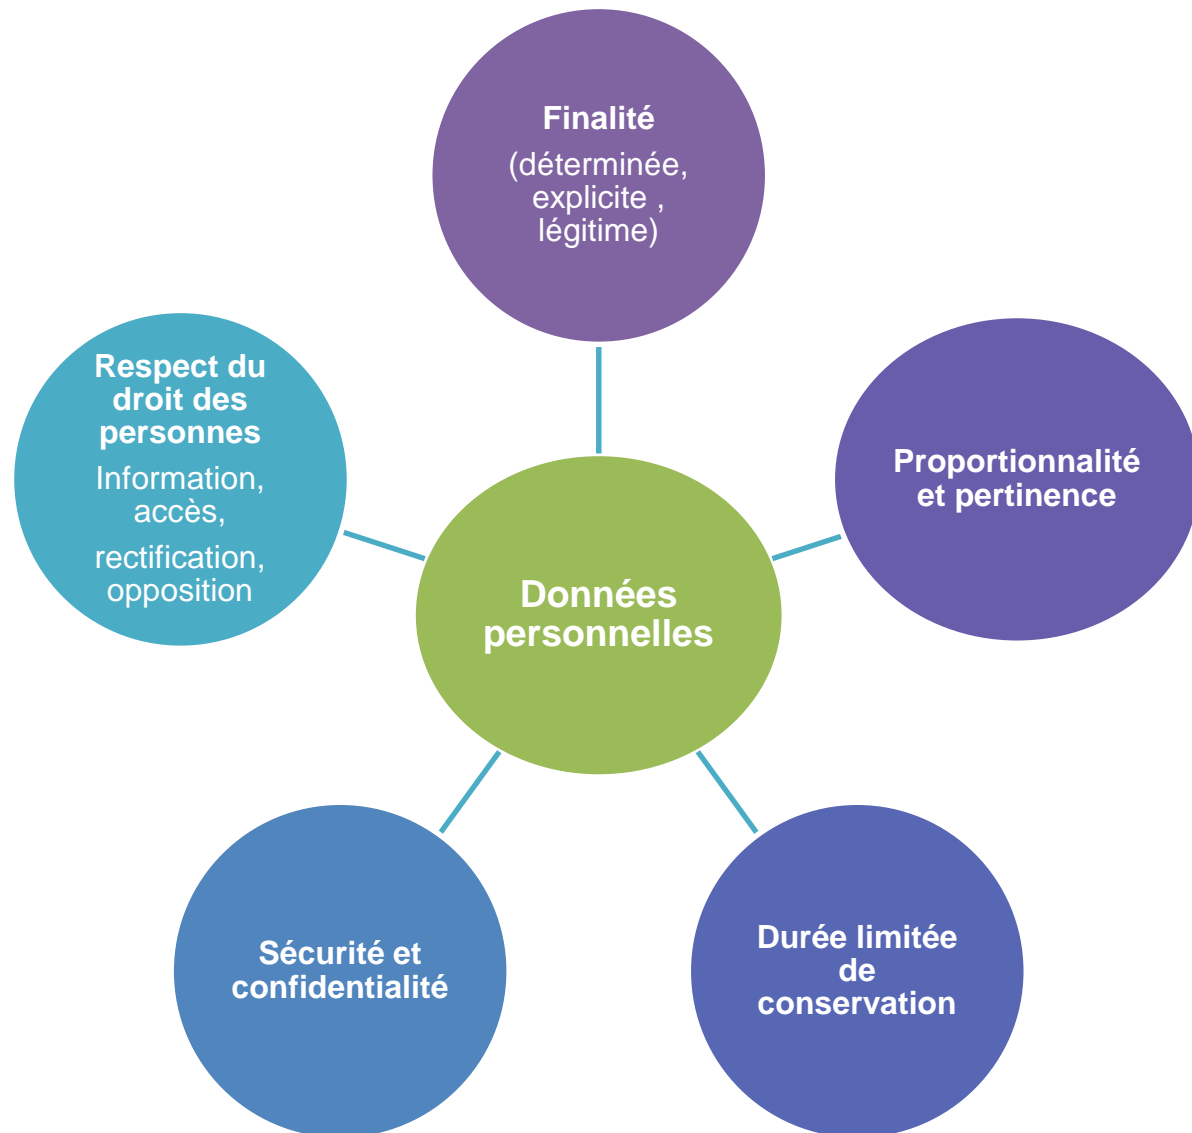 Finalité
(déterminée,
explicite ,
légitime)
Respect du
droit des
personnes
Information,
accès,
rectification,
opposition
Proportionnalité
et pertinence
Données
personnelles
Sécurité et
confidentialité
Durée limitée
de
conservation